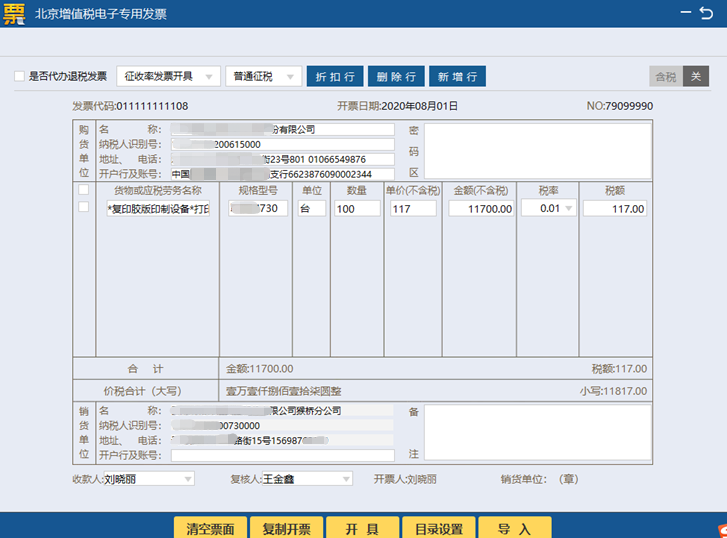 票 北京增值税电子专用发票
是否代办退税发票 征收率发票开具 普通征税 折扣行 删除行 新增行 含税 关
发票代码:011111111108 开票日期:2020年08月01日 NO:79099990
购货单位 密码区
名 称: 份有限公司
纳税人识别号: 200615000
地址、 电话: 街23号801 01066549876
开户行及账号: 中国 支行6623876090002344
货物或应税劳务名称 规格型号 单位 数量 单价(不含税) 金额(不含税) 税率 税额
*复印胶版印制设备*打印 730 台 100 117 11700.00 0.01 117.00
合 计 金额:11700.00 税额:117.00
价税合计（大写） 壹万壹仟捌佰壹拾柒圆整 小写:11817.00
销货单位 备注
名 称: 限公司猴桥分公司
纳税人识别号: 00730000
地址、 电话: 路街15号156987
开户行及账号:
收款人:刘晓丽 复核人:王金鑫 开票人:刘晓丽 销货单位:（章）
清空票面 复制开票 开 具 目录设置 导 入